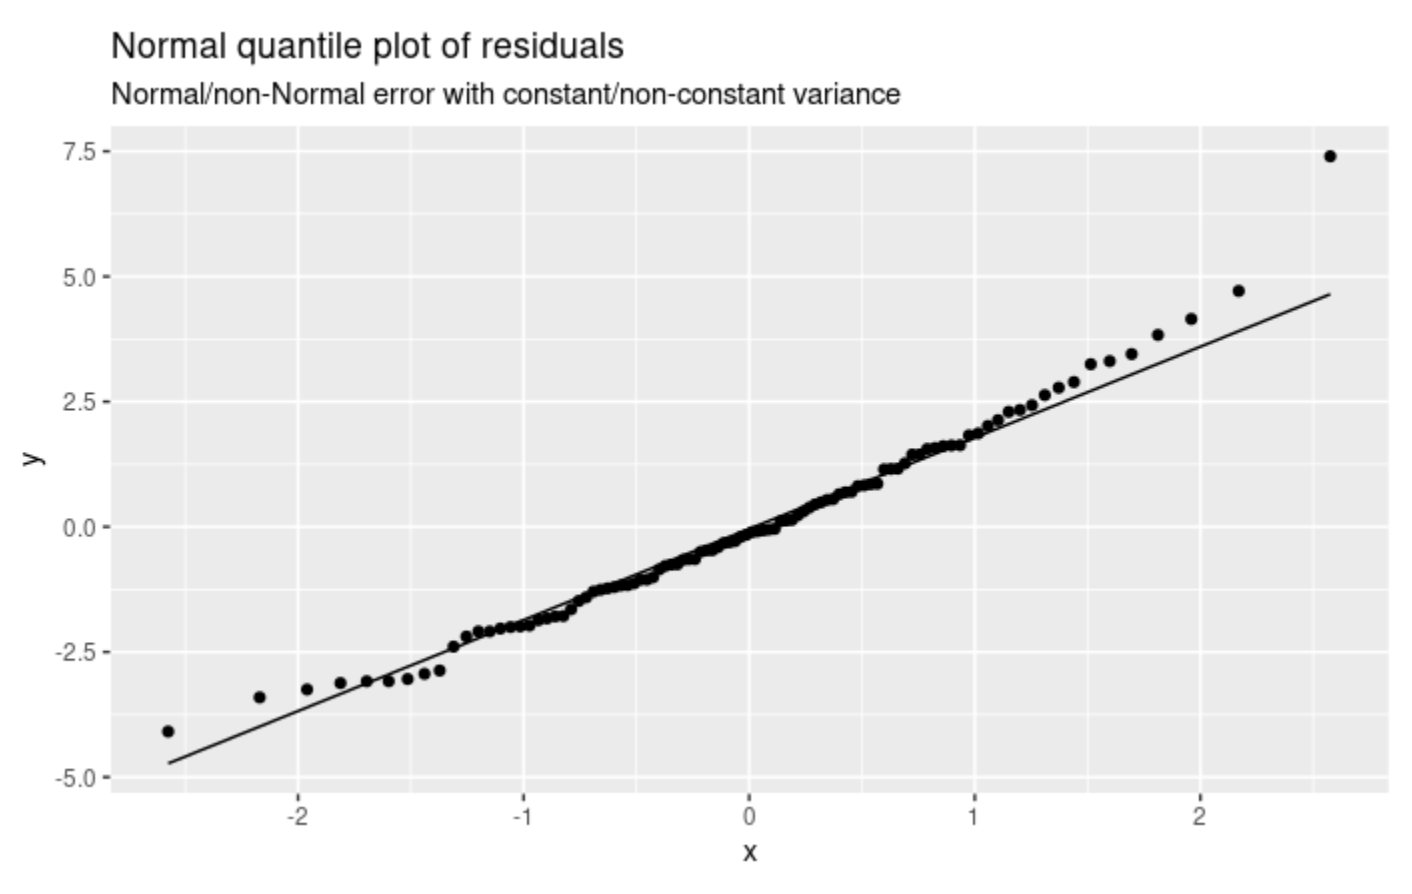 Normal quantile plot of residuals
Normal/non-Normal error with constant/non-constant variance
7.5
5.0
2.5
0.0
-2.5
-5.0
y
-2 -1 0 1 2
x